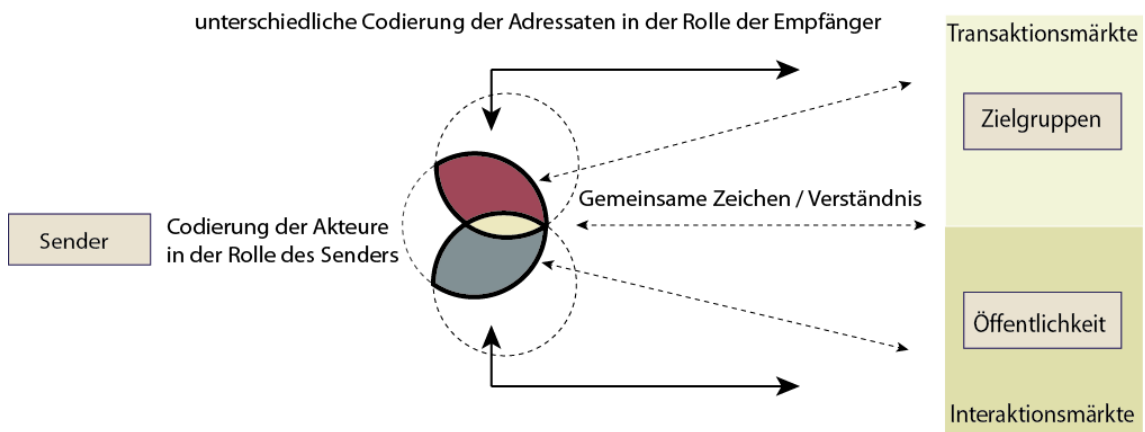 unterschiedliche Codierung der Adressaten in der Rolle der Empfänger
Transaktionsmärkte
Zielgruppen
Gemeinsame Zeichen / Verständnis
Sender
Codierung der Akteure
in der Rolle des Senders
Öffentlichkeit
Interaktionsmärkte